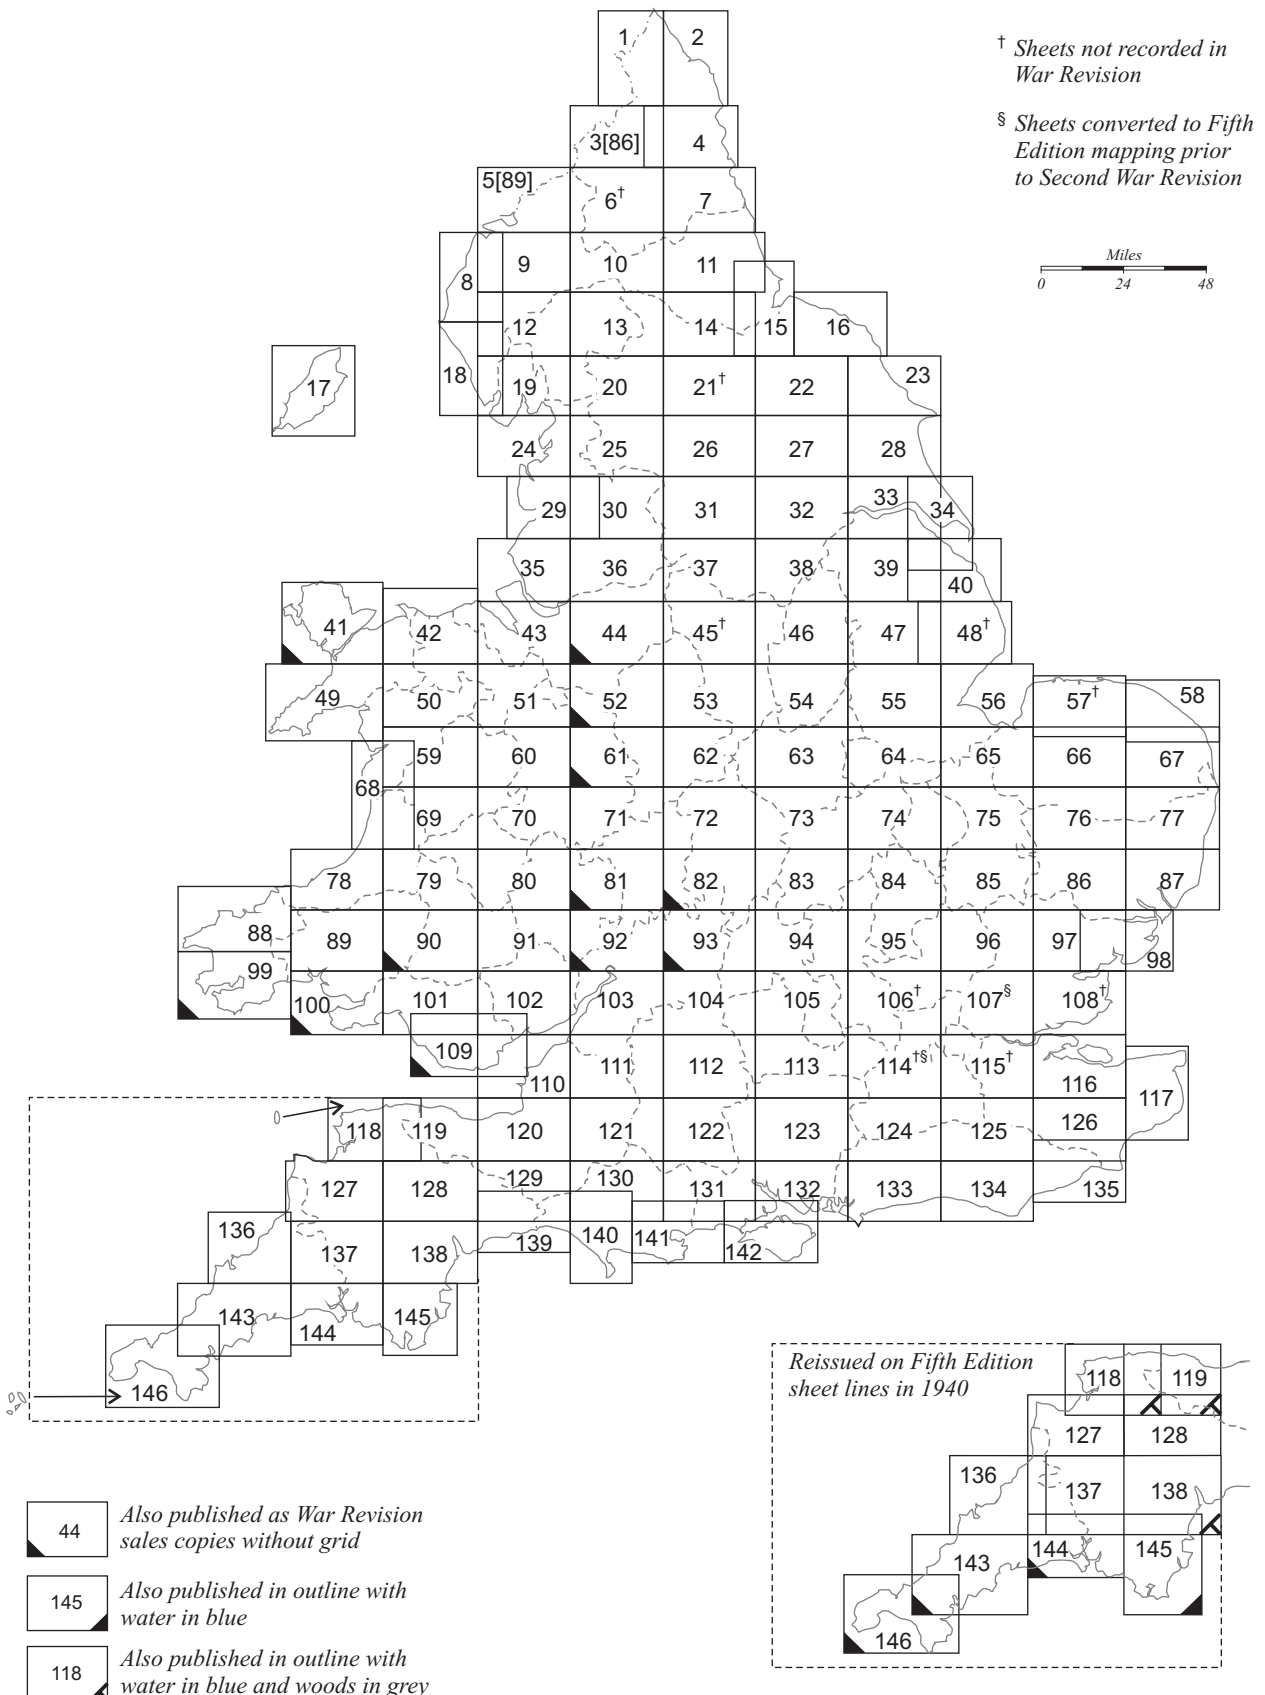 1 2
† Sheets not recorded in
War Revision
3[86] 4
§ Sheets converted to Fifth
Edition mapping prior
to Second War Revision
5[89] 6† 7
Miles
0 24 48
8 9 10 11
12 13 14 15 16
17 18 19 20 21† 22 23
24 25 26 27 28
29 30 31 32 33 34
35 36 37 38 39 40
41 42 43 44 45† 46 47 48†
49 50 51 52 53 54 55 56 57† 58
59 60 61 62 63 64 65 66 67
68 69 70 71 72 73 74 75 76 77
78 79 80 81 82 83 84 85 86 87
88 89 90 91 92 93 94 95 96 97 98
99 100 101 102 103 104 105 106† 107§ 108†
109 110 111 112 113 114†§ 115† 116 117
118 119 120 121 122 123 124 125 126
127 128 129 130 131 132 133 134 135
136 137 138 139 140 141 142
143 144 145
146
Reissued on Fifth Edition
sheet lines in 1940
118 119
127 128
136 137 138
143 144 145
146
44 Also published as War Revision
sales copies without grid
145 Also published in outline with
water in blue
118 Also published in outline with
water in blue and woods in grey